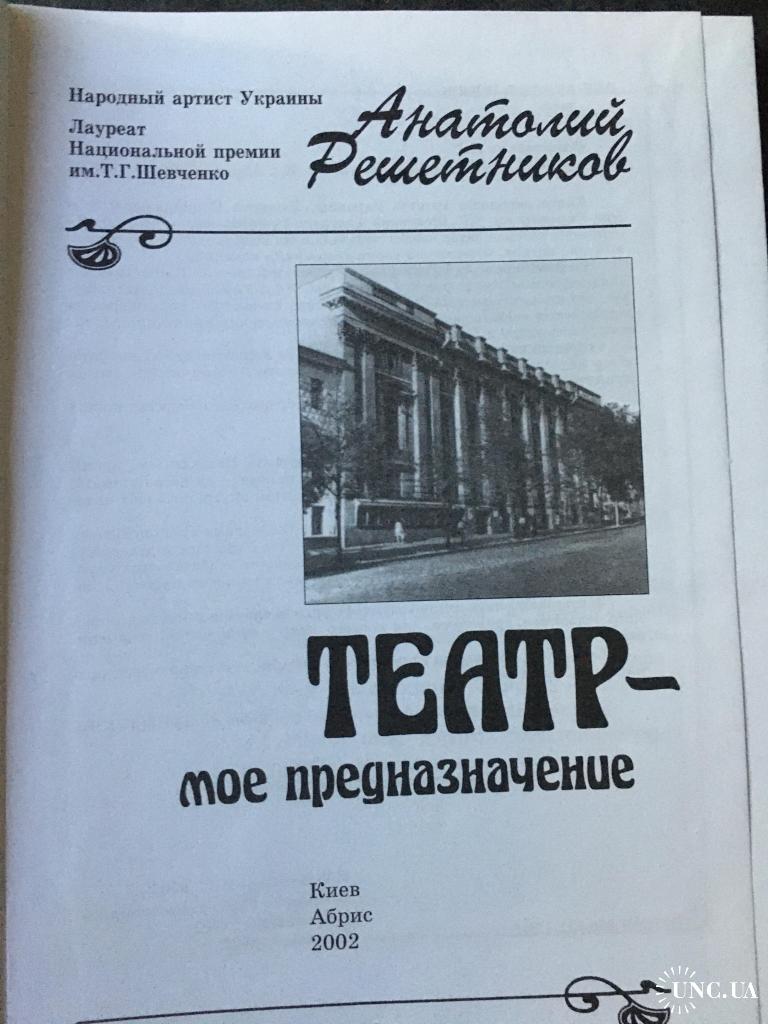 Народный артист Украины
Лауреат
Национальной премии
им.Т.Г.Шевченко
Анатолий
Решетников
ТЕАТР–
мое предназначение
Киев
Абрис
2002
UNC.UA